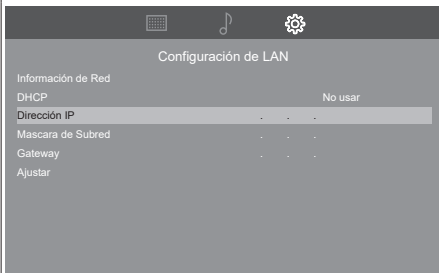 Configuración de LAN
Información de Red
DHCP No usar
Dirección IP . . .
Mascara de Subred . . .
Gateway . . .
Ajustar